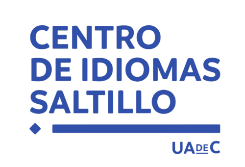 CENTRO
DE IDIOMAS
SALTILLO
UADEC